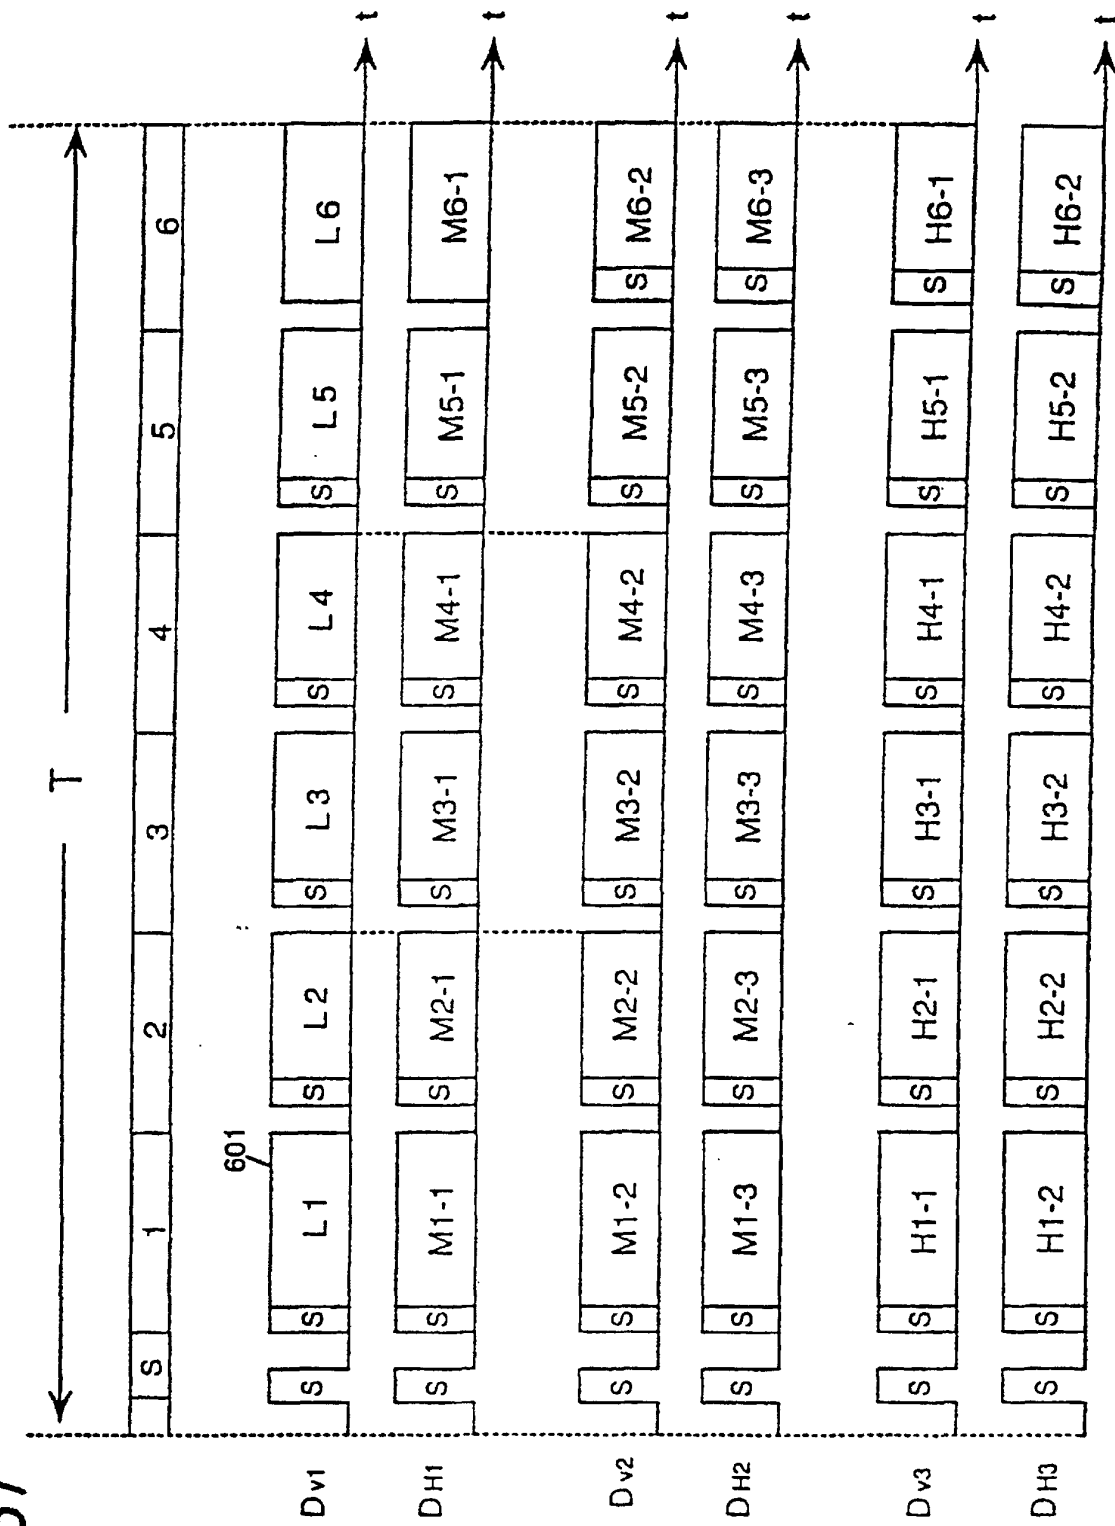 T
S 1 2 3 4 5 6
601
Dv1 S S L1 S L2 S L3 S L4 S L5 L6 t
DH1 S S M1-1 S M2-1 S M3-1 S M4-1 S M5-1 M6-1 t
Dv2 S S M1-2 S M2-2 S M3-2 S M4-2 S M5-2 S M6-2 t
DH2 S S M1-3 S M2-3 S M3-3 S M4-3 S M5-3 S M6-3 t
Dv3 S S H1-1 S H2-1 S H3-1 S H4-1 S H5-1 S H6-1 t
DH3 S S H1-2 S H2-2 S H3-2 S H4-2 S H5-2 S H6-2 t